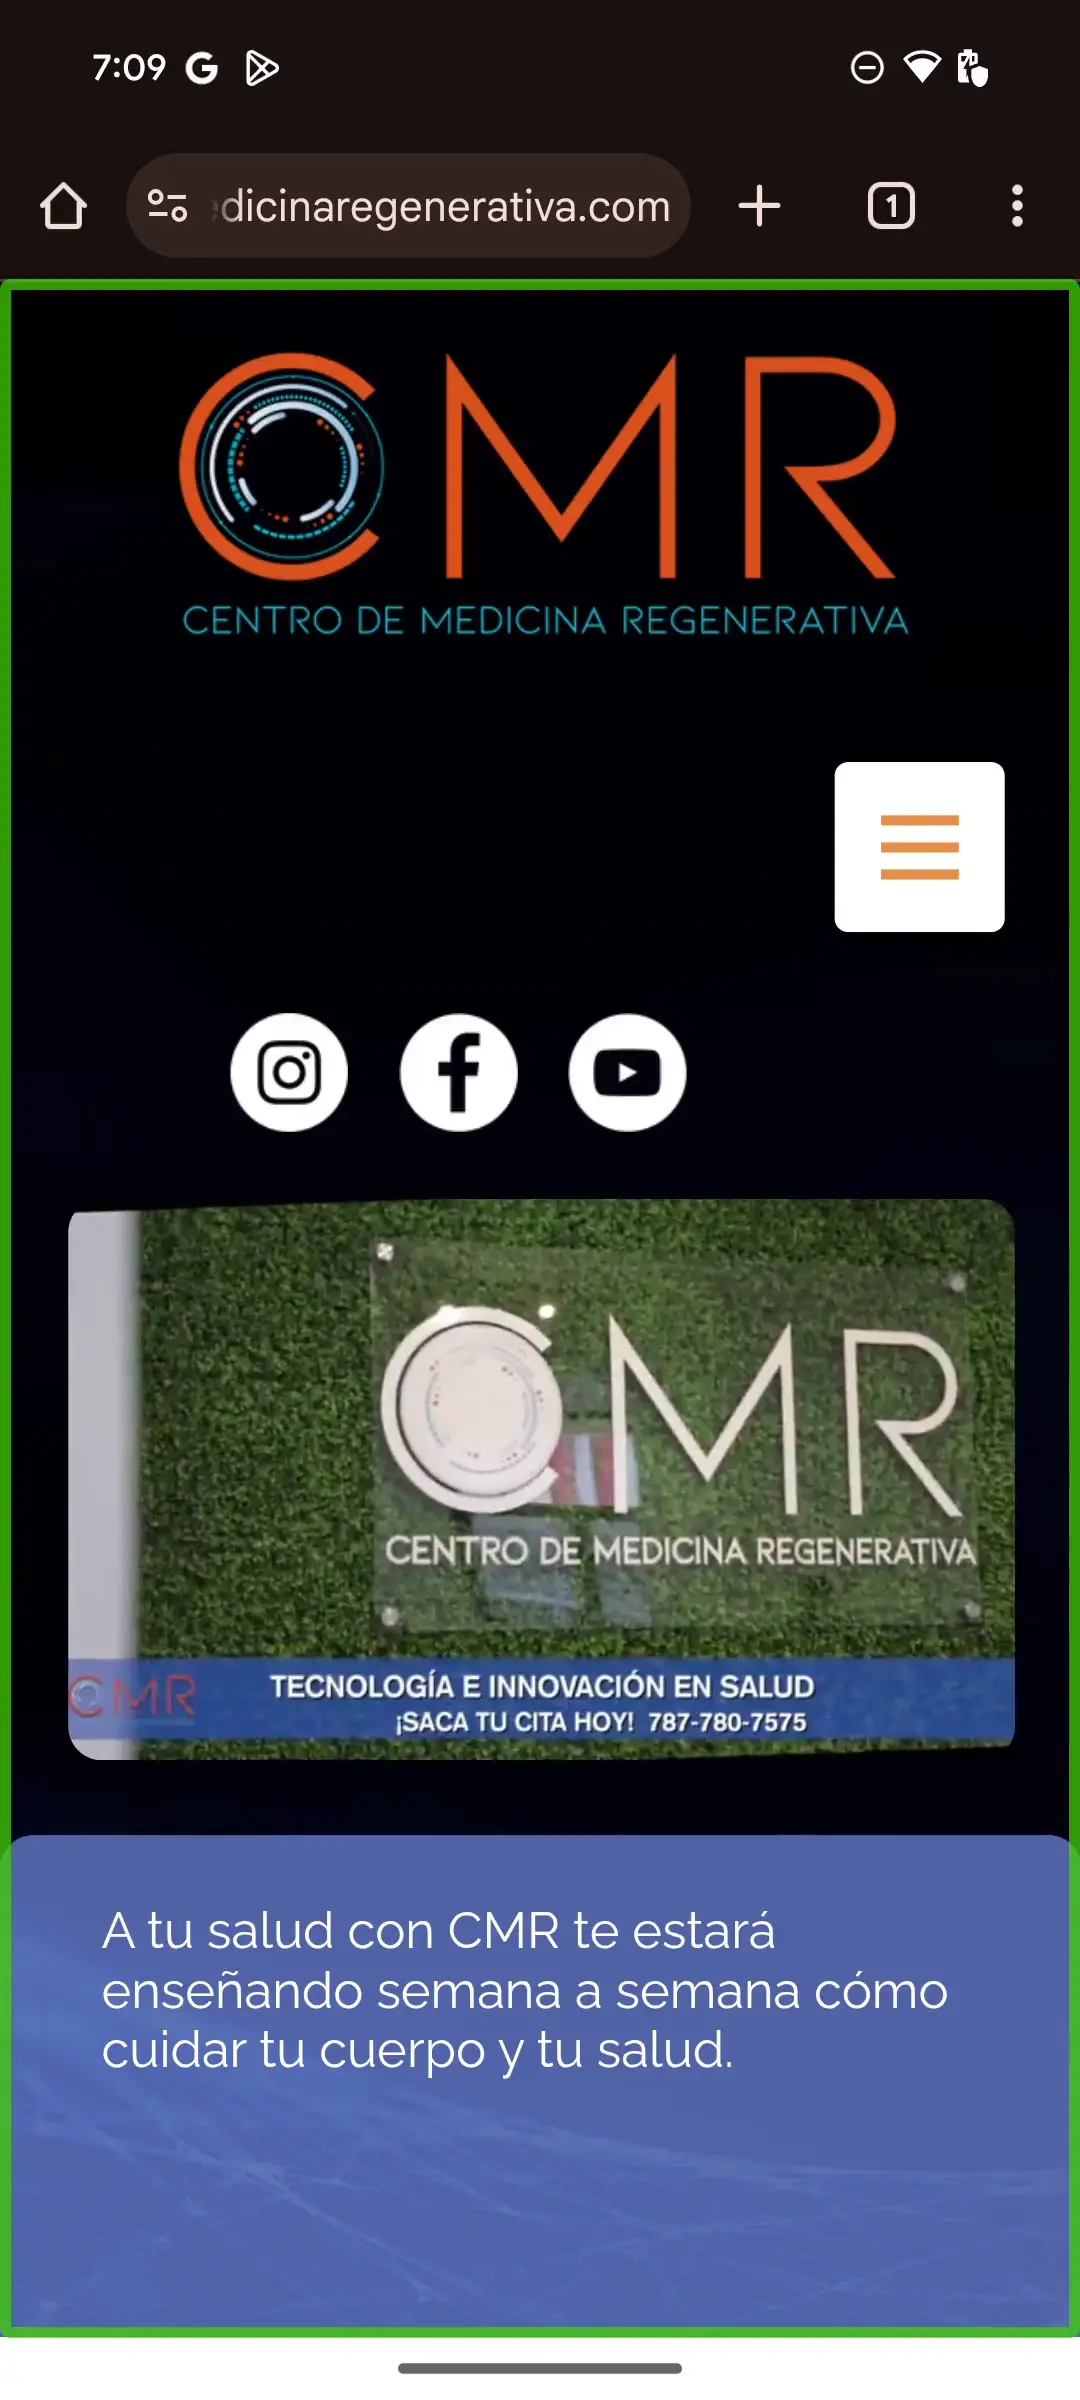 7:09
dicinaregenerativa.com
1
CMR
CENTRO DE MEDICINA REGENERATIVA
CMR
CENTRO DE MEDICINA REGENERATIVA
CMR
TECNOLOGÍA E INNOVACIÓN EN SALUD
¡SACA TU CITA HOY! 787-780-7575
A tu salud con CMR te estará
enseñando semana a semana cómo
cuidar tu cuerpo y tu salud.